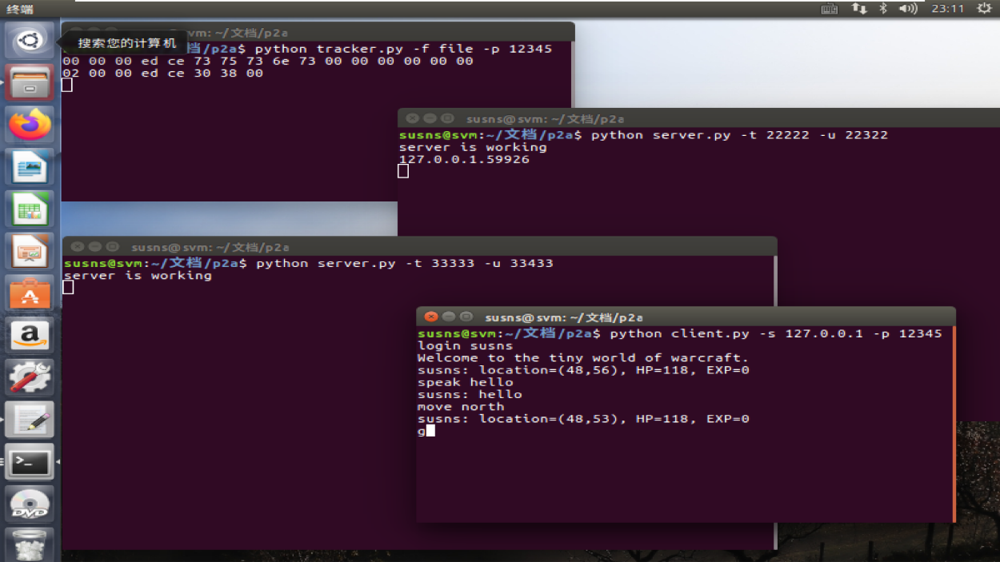 终端
23:11
搜索您的计算机
vm: ~/文档/p2a
档/p2a$ python tracker.py -f file -p 12345
00 00 00 ed ce 73 75 73 6e 73 00 00 00 00 00 00
02 00 00 ed ce 30 38 00
susns@svm: ~/文档/p2a
susns@svm:~/文档/p2a$ python server.py -t 22222 -u 22322
server is working
127.0.0.1.59926
susns@svm: ~/文档/p2a
susns@svm:~/文档/p2a$ python server.py -t 33333 -u 33433
server is working
susns@svm: ~/文档/p2a
susns@svm:~/文档/p2a$ python client.py -s 127.0.0.1 -p 12345
login susns
Welcome to the tiny world of warcraft.
susns: location=(48,56), HP=118, EXP=0
speak hello
susns: hello
move north
susns: location=(48,53), HP=118, EXP=0
g
a
>_
DVD